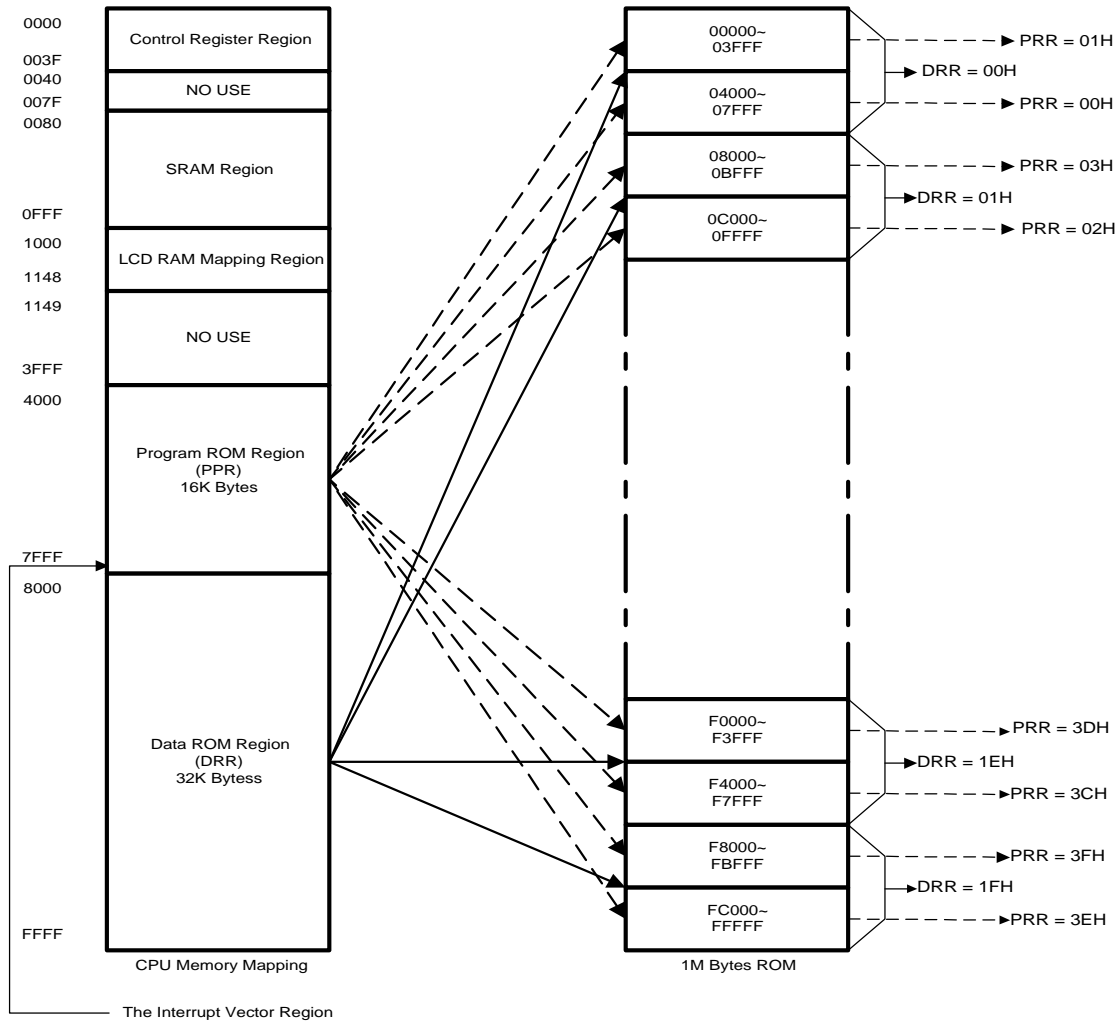 0000
Control Register Region
003F
0040
NO USE
007F
0080
SRAM Region
0FFF
1000
LCD RAM Mapping Region
1148
1149
NO USE
3FFF
4000
Program ROM Region
(PPR)
16K Bytes
7FFF
8000
Data ROM Region
(DRR)
32K Bytess
FFFF
CPU Memory Mapping
The Interrupt Vector Region
00000~
03FFF
04000~
07FFF
08000~
0BFFF
0C000~
0FFFF
F0000~
F3FFF
F4000~
F7FFF
F8000~
FBFFF
FC000~
FFFFF
1M Bytes ROM
PRR = 01H
DRR = 00H
PRR = 00H
PRR = 03H
DRR = 01H
PRR = 02H
PRR = 3DH
DRR = 1EH
PRR = 3CH
PRR = 3FH
DRR = 1FH
PRR = 3EH